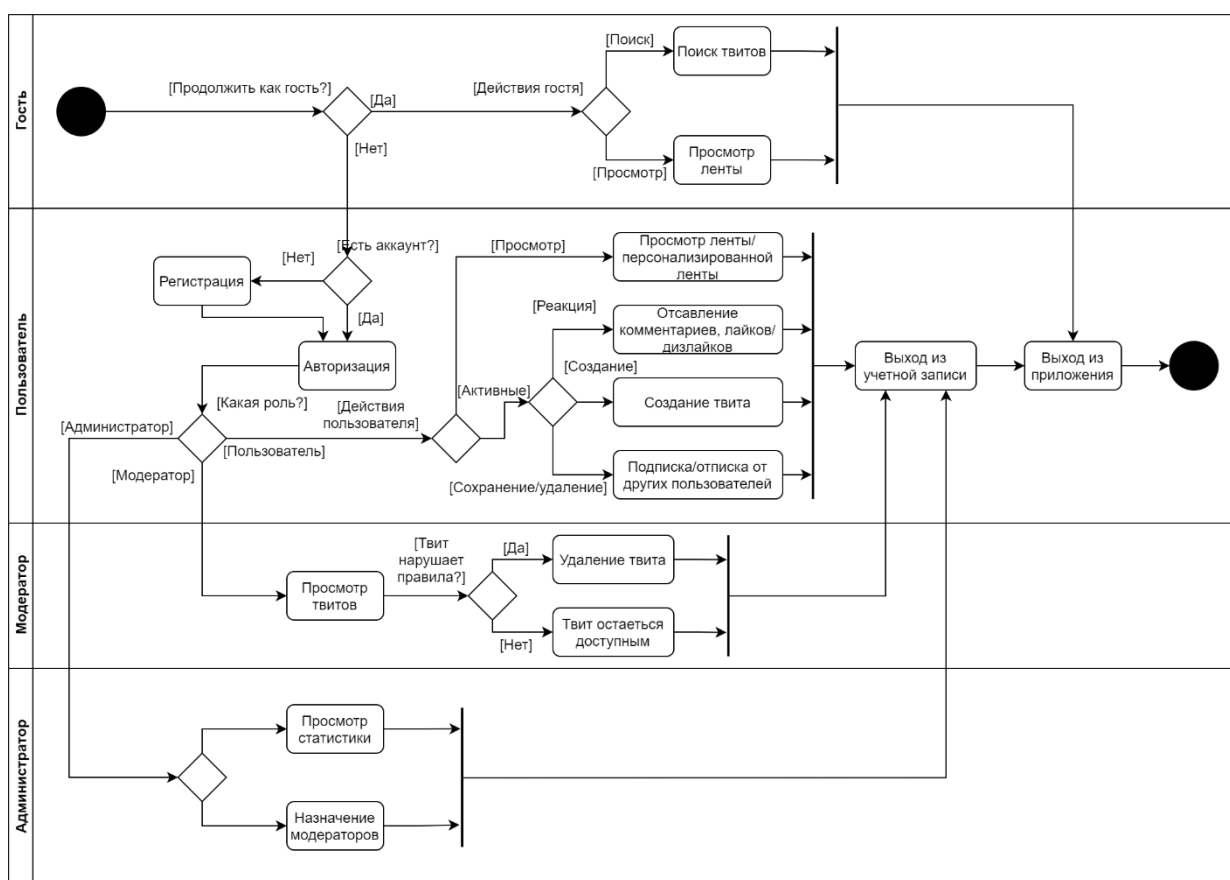 Гость
[Продолжить как гость?]
[Да]
[Нет]
[Действия гостя]
[Поиск]
Поиск твитов
[Просмотр]
Просмотр
ленты
Пользователь
[Есть аккаунт?]
[Нет]
Регистрация
[Да]
Авторизация
[Какая роль?]
[Администратор]
[Модератор]
[Пользователь]
[Действия
пользователя]
[Просмотр]
Просмотр ленты/
персонализированной
ленты
[Активные]
[Реакция]
Отсавление
комментариев, лайков/
дизлайков
[Создание]
Создание твита
[Сохранение/удаление]
Подписка/отписка от
других пользователей
Выход из
учетной записи
Выход из
приложения
Модератор
Просмотр
твитов
[Твит
нарушает
правила?]
[Да]
Удаление твита
[Нет]
Твит остаеться
доступным
Администратор
Просмотр
статистики
Назначение
модераторов